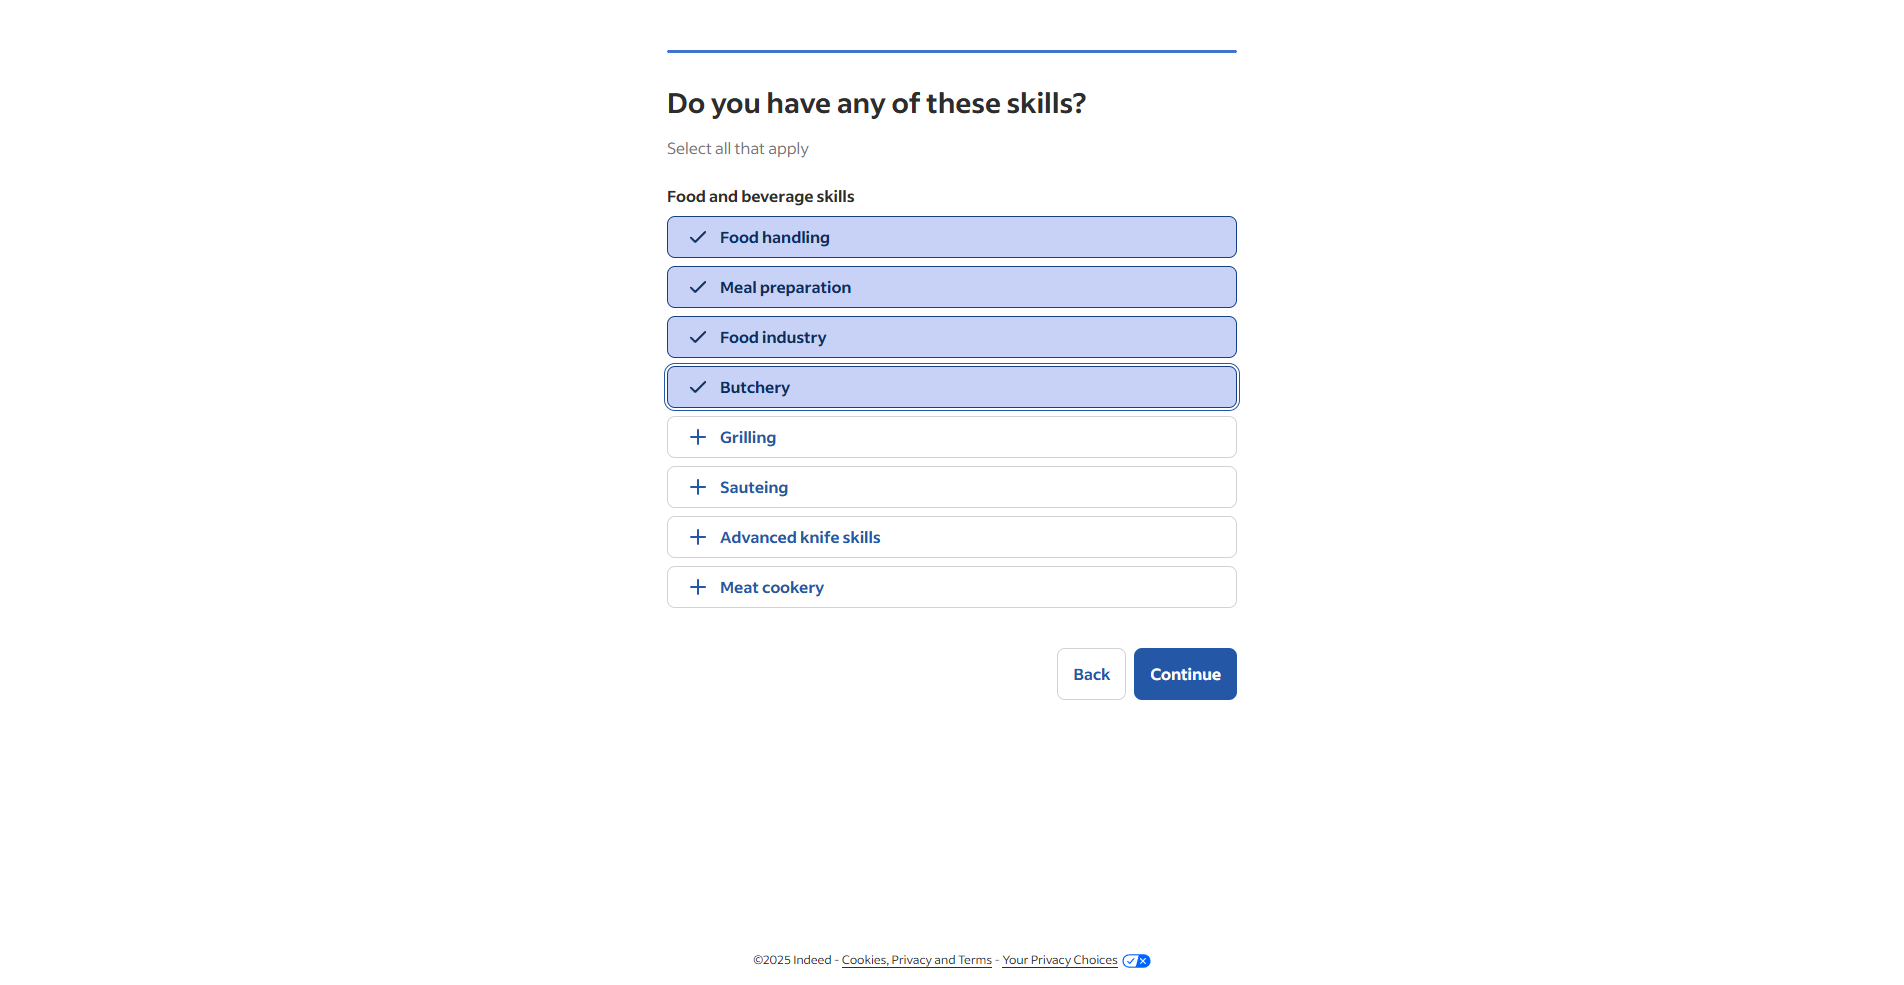 Do you have any of these skills?
Select all that apply
Food and beverage skills
Food handling
Meal preparation
Food industry
Butchery
Grilling
Sauteing
Advanced knife skills
Meat cookery
Back
Continue
©2025 Indeed - Cookies, Privacy and Terms - Your Privacy Choices